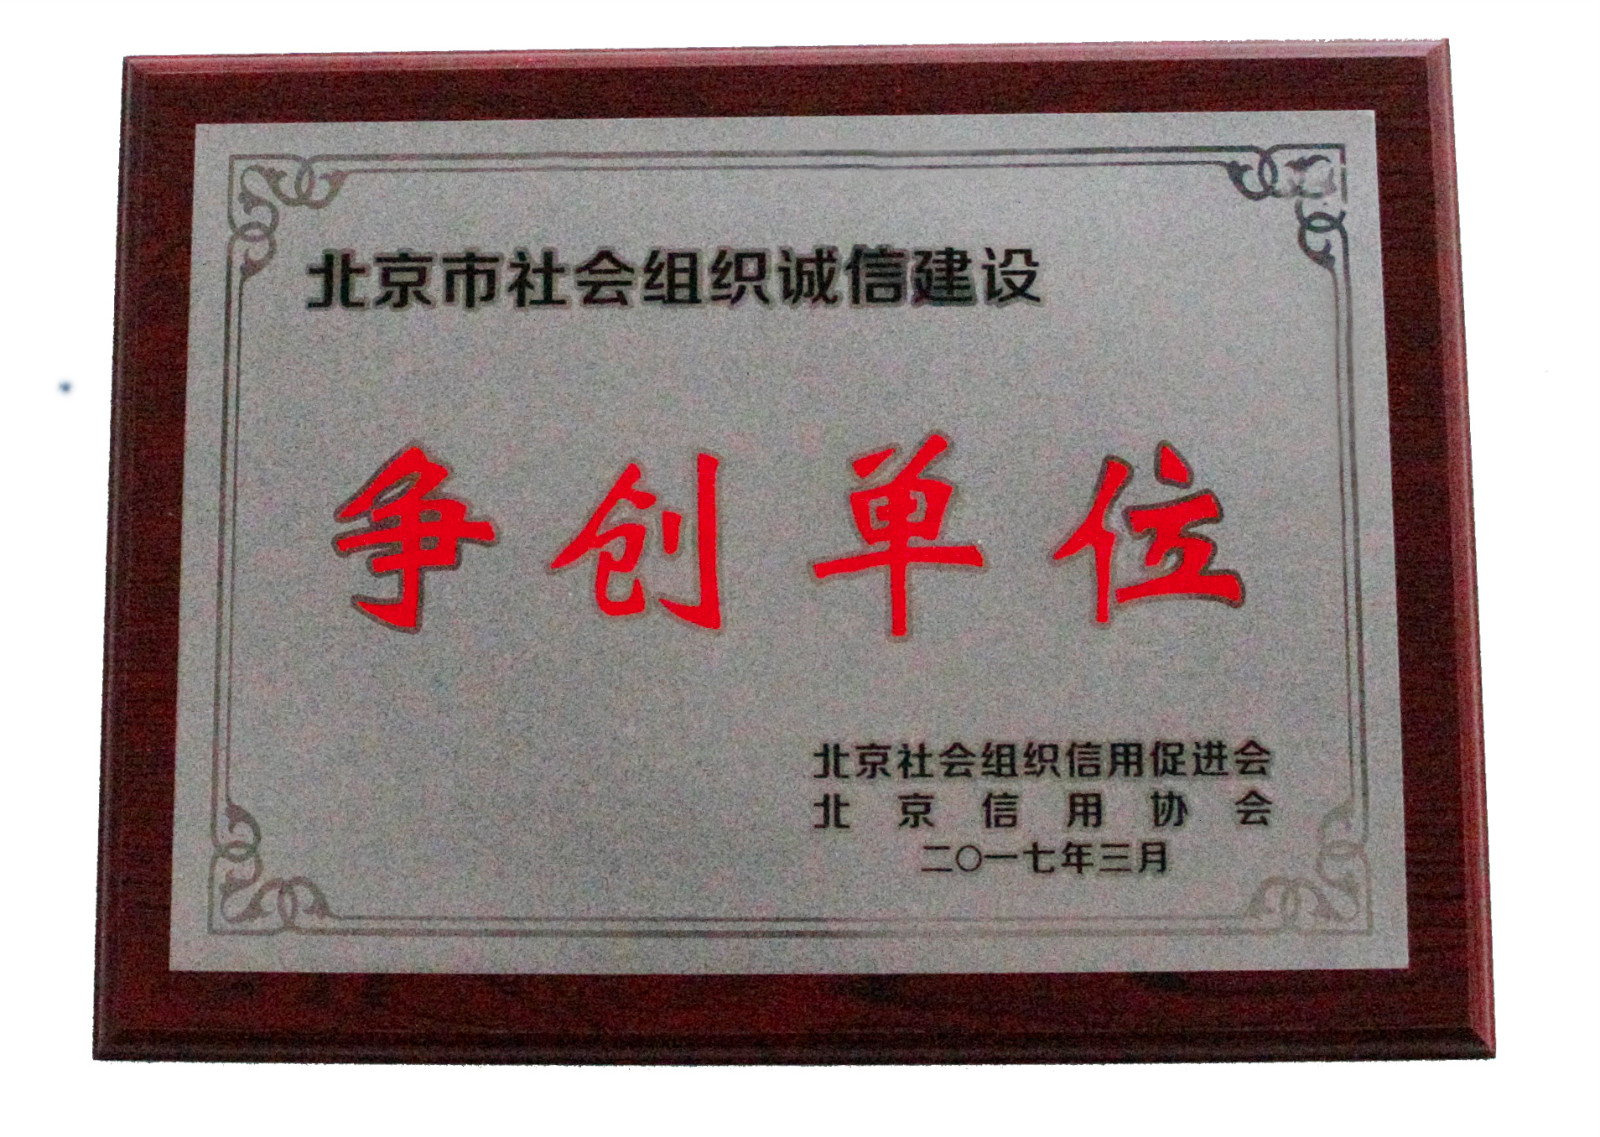 北京市社会组织诚信建设
争创单位
北京社会组织信用促进会
北京信用协会
二〇一七年三月